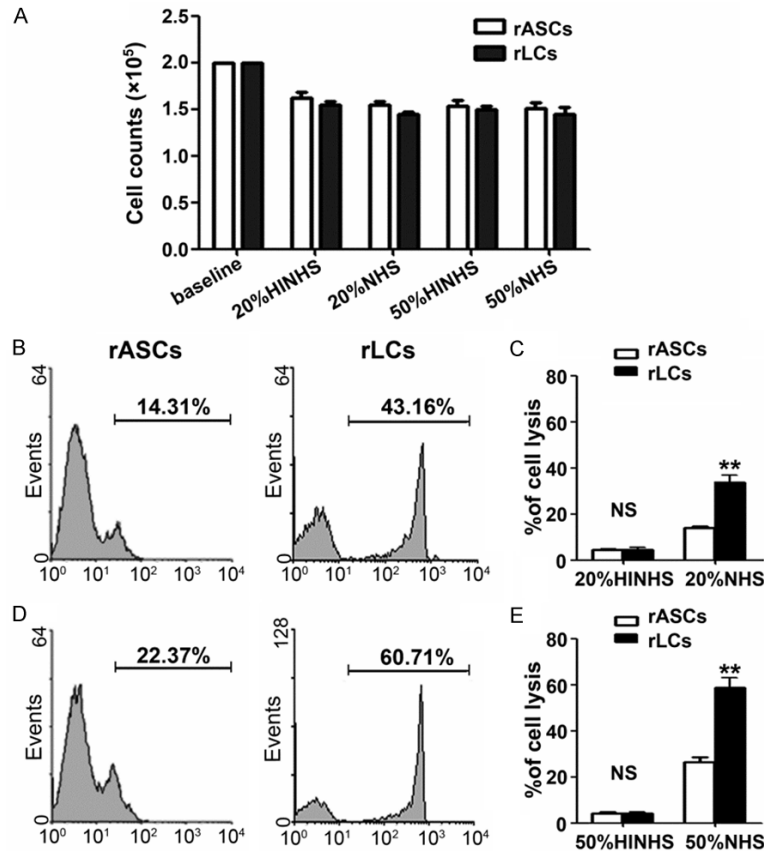 A
Cell counts (×10⁵)
2.5
2.0
1.5
1.0
0.5
0.0
rASCs
rLCs
baseline
20%HINHS
20%NHS
50%HINHS
50%NHS
B
rASCs
rLCs
Events
64
0
14.31%
10⁰ 10¹ 10² 10³ 10⁴
Events
64
0
43.16%
10⁰ 10¹ 10² 10³ 10⁴
C
rASCs
rLCs
%of cell lysis
80
60
40
20
0
NS
**
20%HINHS 20%NHS
D
Events
64
0
22.37%
10⁰ 10¹ 10² 10³ 10⁴
Events
128
0
60.71%
10⁰ 10¹ 10² 10³ 10⁴
E
rASCs
rLCs
%of cell lysis
80
60
40
20
0
NS
**
50%HINHS 50%NHS